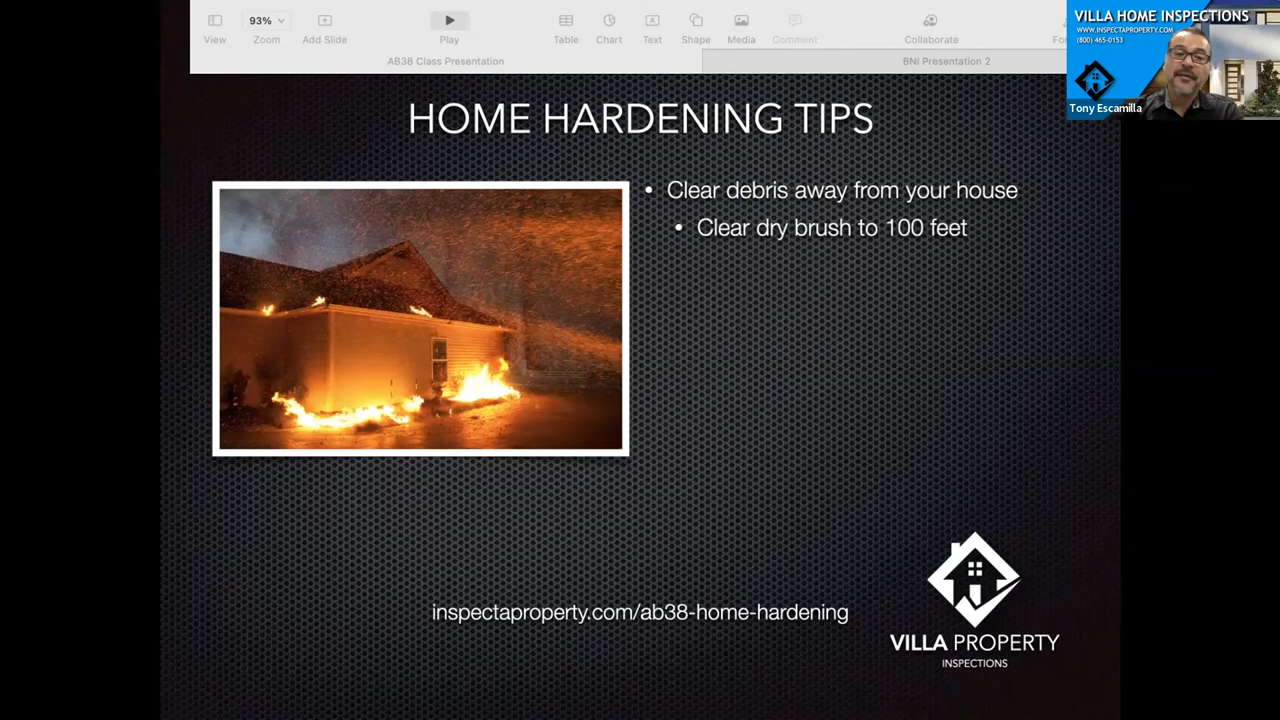 93%
View
Zoom
Add Slide
Play
Table
Chart
Text
Shape
Media
Comment
Collaborate
AB38 Class Presentation
BNI Presentation 2
VILLA HOME INSPECTIONS
WWW.INSPECTAPROPERTY.COM
(800) 465-0153
Tony Escamilla
HOME HARDENING TIPS
• Clear debris away from your house
• Clear dry brush to 100 feet
inspectaproperty.com/ab38-home-hardening
VILLA PROPERTY
INSPECTIONS